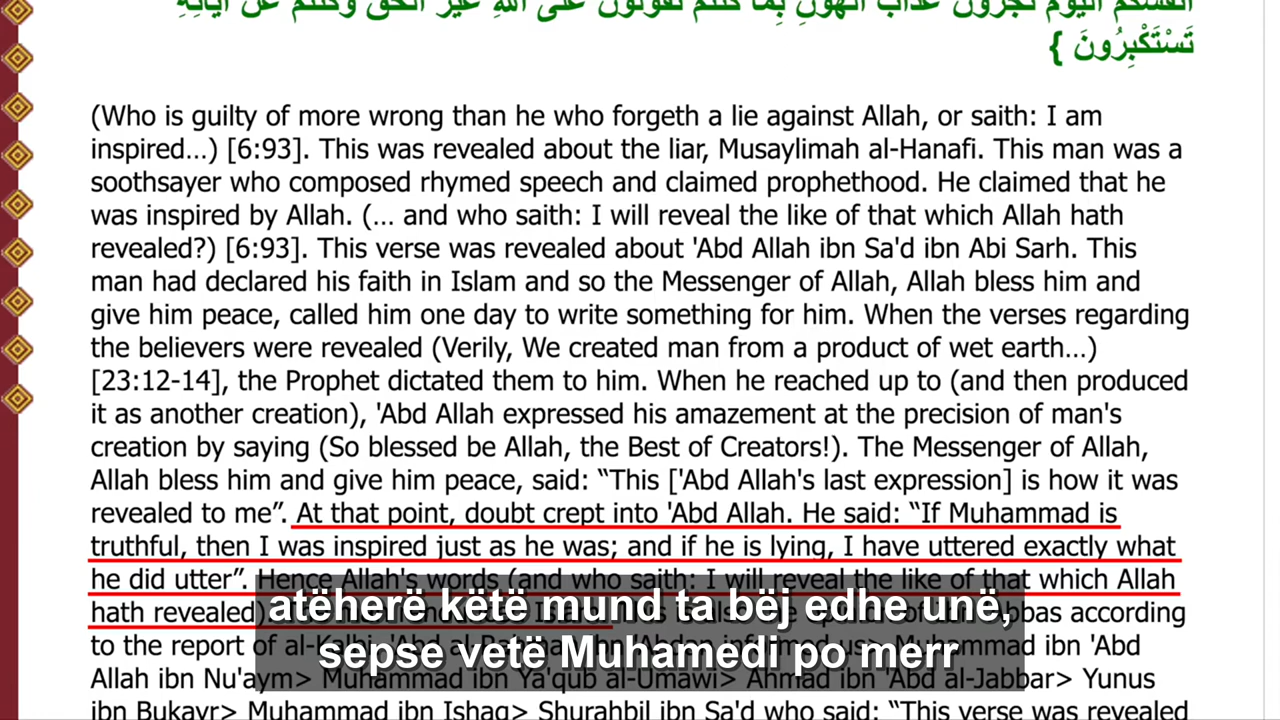 أَنْفُسَكُمُ الْيَوْمَ تُجْزَوْنَ عَذَابَ الْهُونِ بِمَا كُنْتُمْ تَقُولُونَ عَلَى اللَّهِ غَيْرَ الْحَقِّ وَكُنْتُمْ عَنْ آيَاتِهِ
تَسْتَكْبِرُونَ }
(Who is guilty of more wrong than he who forgeth a lie against Allah, or saith: I am
inspired…) [6:93]. This was revealed about the liar, Musaylimah al-Hanafi. This man was a
soothsayer who composed rhymed speech and claimed prophethood. He claimed that he
was inspired by Allah. (… and who saith: I will reveal the like of that which Allah hath
revealed?) [6:93]. This verse was revealed about 'Abd Allah ibn Sa'd ibn Abi Sarh. This
man had declared his faith in Islam and so the Messenger of Allah, Allah bless him and
give him peace, called him one day to write something for him. When the verses regarding
the believers were revealed (Verily, We created man from a product of wet earth…)
[23:12-14], the Prophet dictated them to him. When he reached up to (and then produced
it as another creation), 'Abd Allah expressed his amazement at the precision of man's
creation by saying (So blessed be Allah, the Best of Creators!). The Messenger of Allah,
Allah bless him and give him peace, said: “This ['Abd Allah's last expression] is how it was
revealed to me”. At that point, doubt crept into 'Abd Allah. He said: “If Muhammad is
truthful, then I was inspired just as he was; and if he is lying, I have uttered exactly what
he did utter”. Hence Allah's words (and who saith: I will reveal the like of that which Allah
hath revealed) according
to the report of al-Kalbi. 'Abd Muhammad ibn 'Abd
Allah ibn Nu'aym> Muhammad ibn Ya'qub al-Umawi> Ahmad ibn 'Abd al-Jabbar> Yunus
ibn Bukayr> Muhammad ibn Ishaq> Shurahbil ibn Sa'd who said: “This verse was revealed
atëherë këtë mund ta bëj edhe unë,
sepse vetë Muhamedi po merr